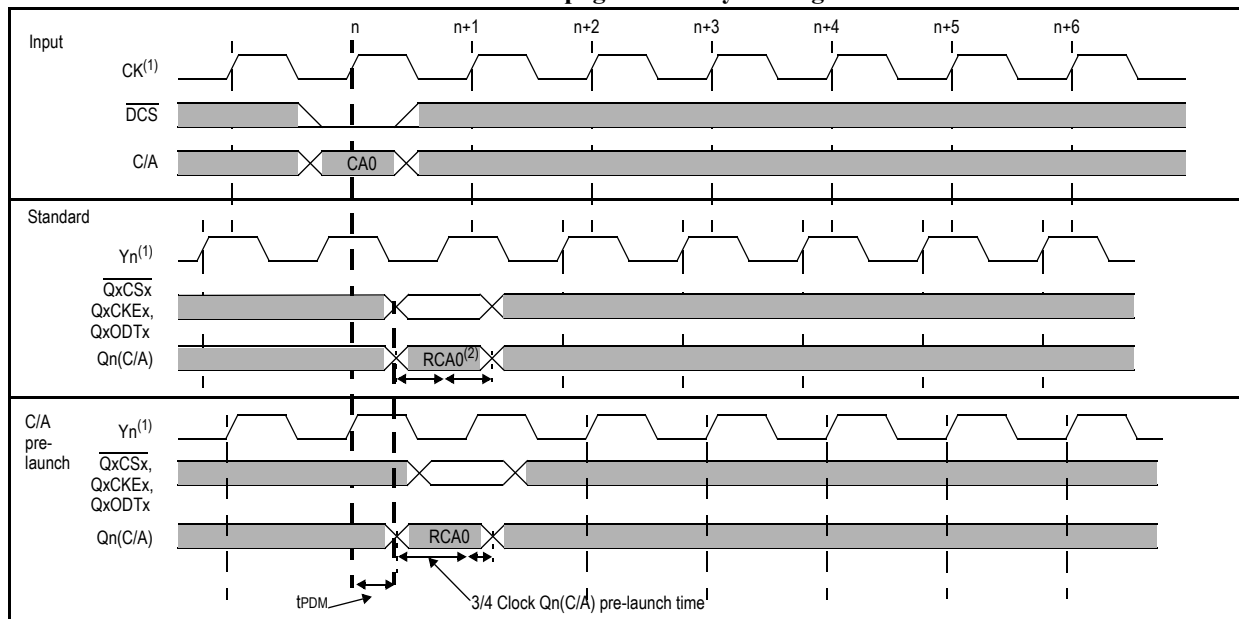 n n+1 n+2 n+3 n+4 n+5 n+6
Input
CK(1)
DCS
C/A CA0
Standard
Yn(1)
QxCSx
QxCKEx,
QxODTx
Qn(C/A) RCA0(2)
C/A
pre-
launch
Yn(1)
QxCSx,
QxCKEx,
QxODTx
Qn(C/A) RCA0
tPDM 3/4 Clock Qn(C/A) pre-launch time